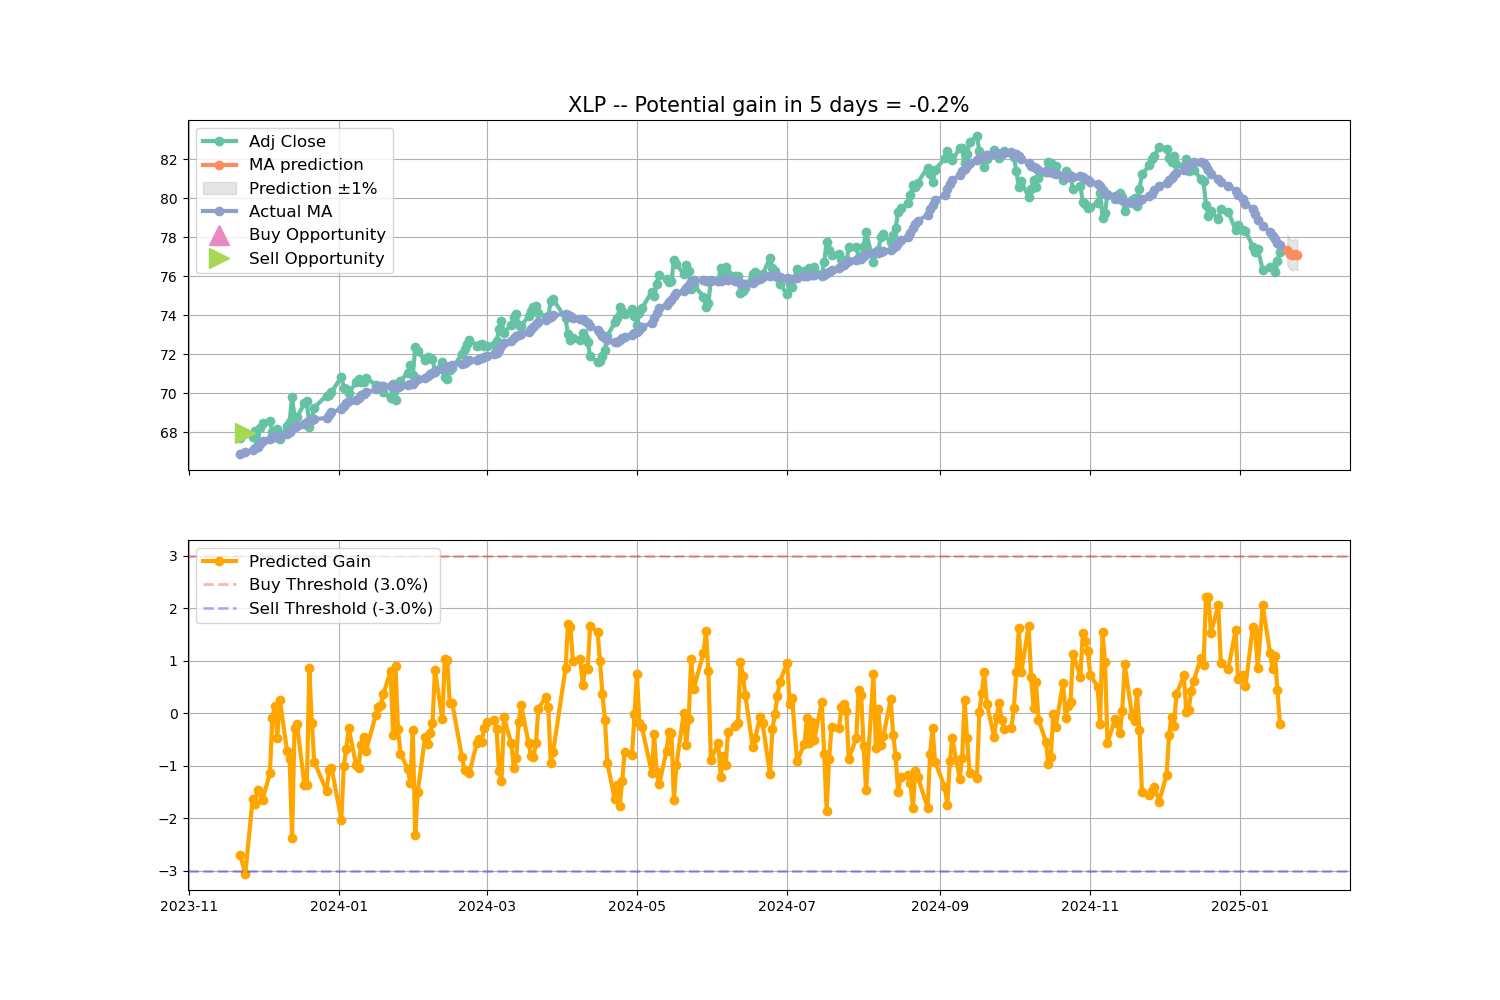 XLP -- Potential gain in 5 days = -0.2%
Adj Close
MA prediction
Prediction ±1%
Actual MA
Buy Opportunity
Sell Opportunity
82
80
78
76
74
72
70
68
Predicted Gain
Buy Threshold (3.0%)
Sell Threshold (-3.0%)
3
2
1
0
−1
−2
−3
2023-11 2024-01 2024-03 2024-05 2024-07 2024-09 2024-11 2025-01